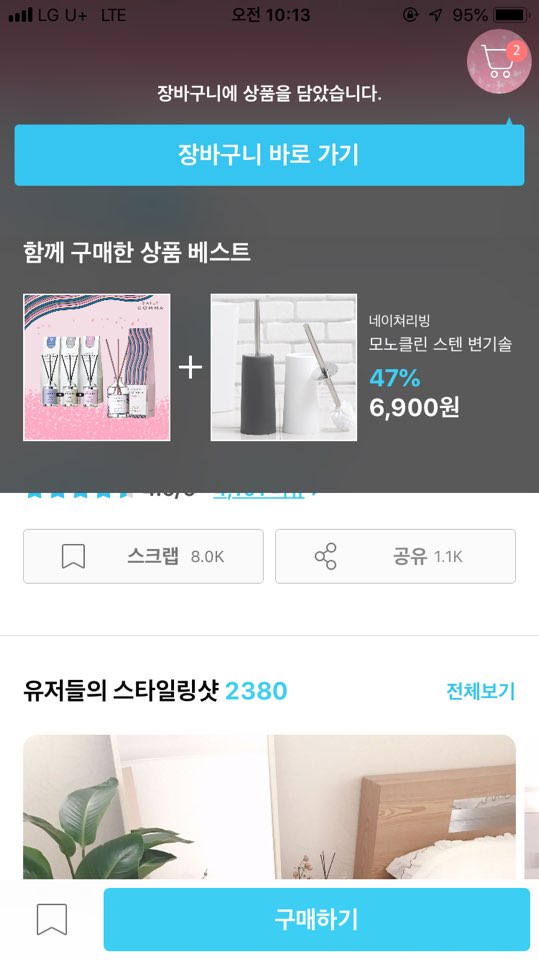 LG U+ LTE 오전 10:13 95%
2
장바구니에 상품을 담았습니다.
장바구니 바로 가기
함께 구매한 상품 베스트
COMMA
네이쳐리빙
모노클린 스텐 변기솔
47%
6,900원
스크랩 8.0K
공유 1.1K
유저들의 스타일링샷 2380
전체보기
구매하기